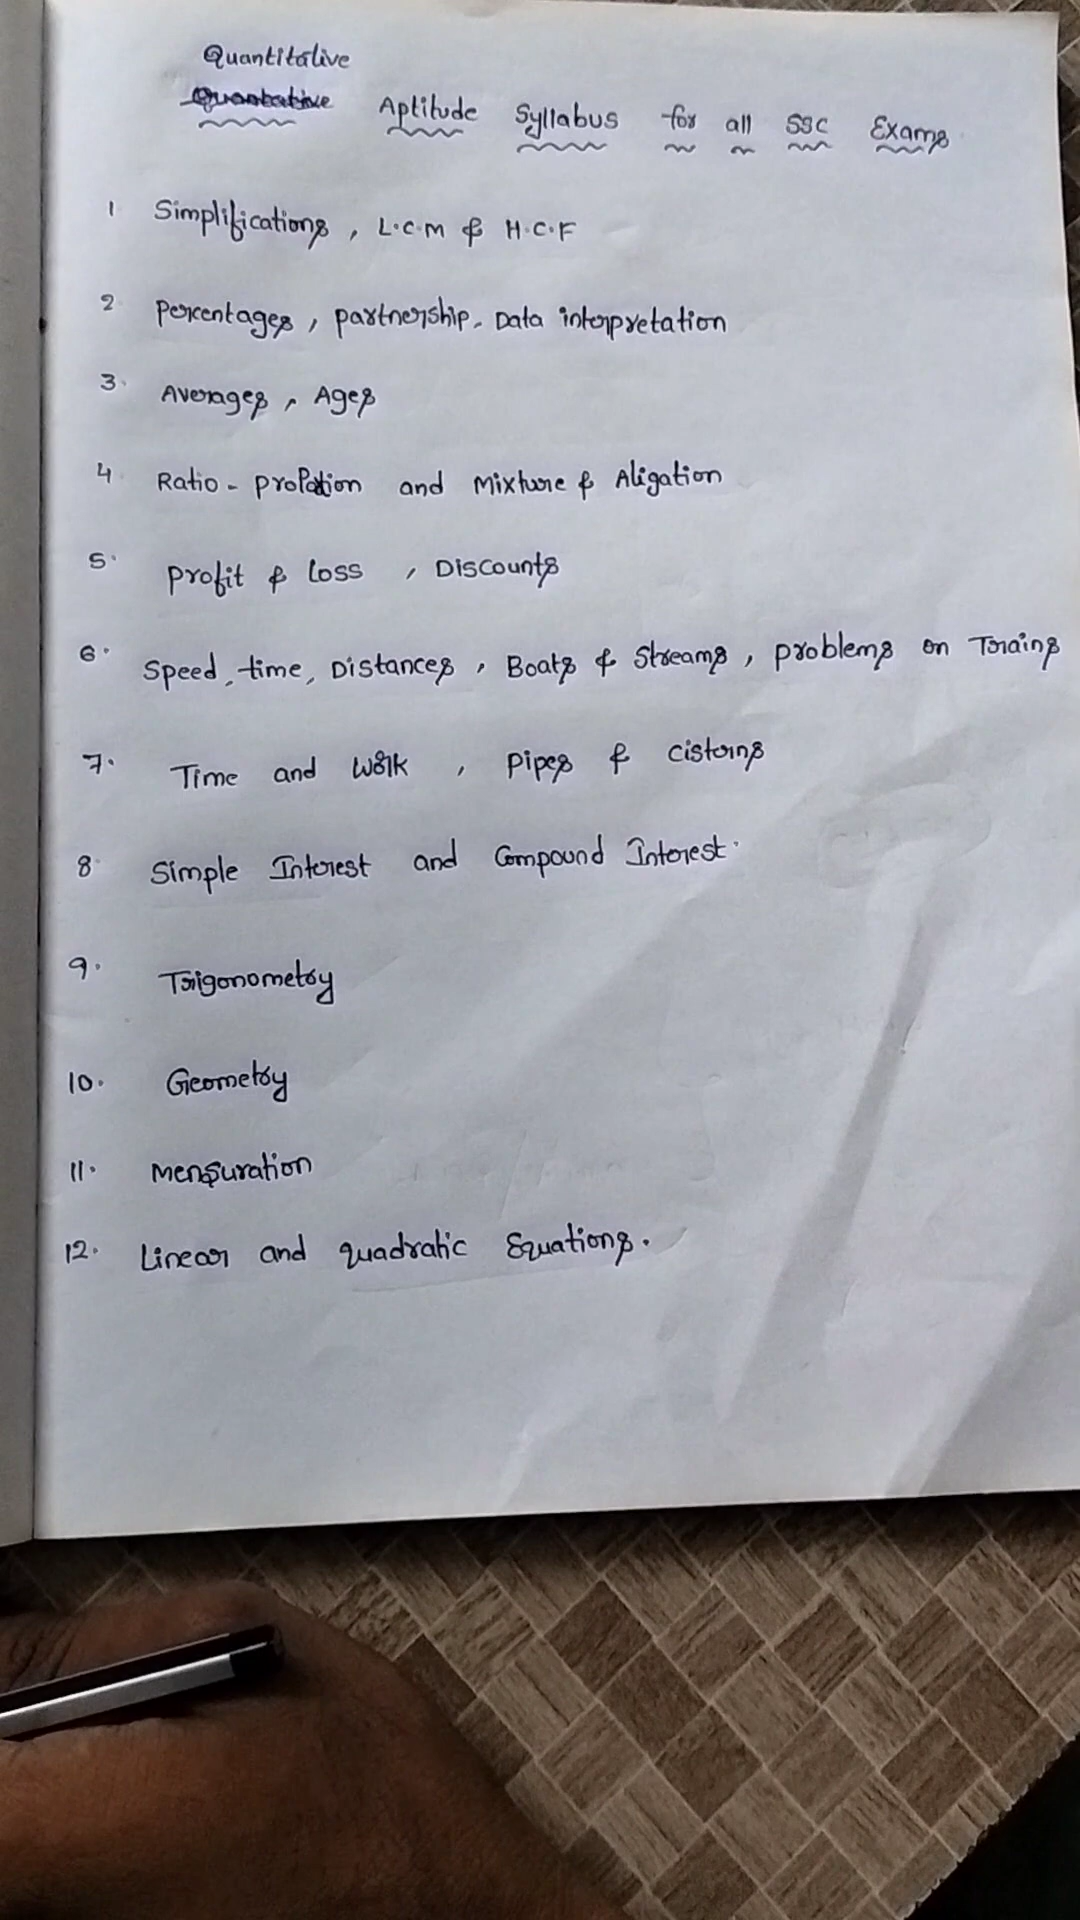 Quantitative
Quantative Aptitude Syllabus for all SSC Exams
1 Simplifications, L.C.M & H.C.F
2 percentages, partnership, Data interpretation
3. Averages, Ages
4. Ratio - propotion and Mixture & Aligation
5. profit & Loss , Discounts
6. Speed, time, Distances, Boats & Streams, problems on Trains
7. Time and Work , pipes & cisterns
8. Simple Interest and Compound Interest.
9. Trigonometry
10. Geometry
11. Mensuration
12. Linear and quadratic Equations.